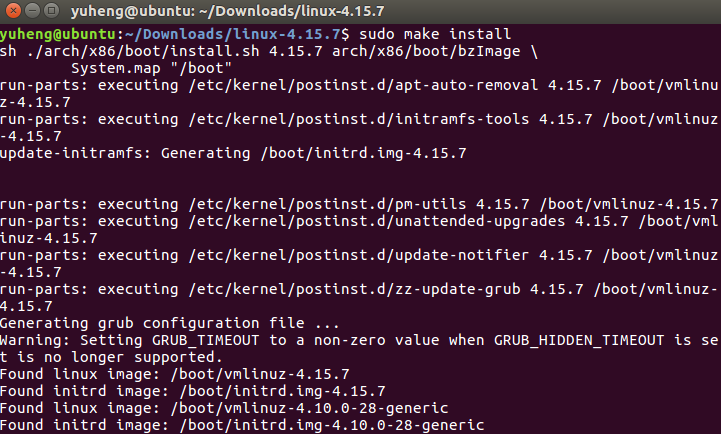 yuheng@ubuntu: ~/Downloads/linux-4.15.7
yuheng@ubuntu:~/Downloads/linux-4.15.7$ sudo make install
sh ./arch/x86/boot/install.sh 4.15.7 arch/x86/boot/bzImage \
        System.map "/boot"
run-parts: executing /etc/kernel/postinst.d/apt-auto-removal 4.15.7 /boot/vmlinu
z-4.15.7
run-parts: executing /etc/kernel/postinst.d/initramfs-tools 4.15.7 /boot/vmlinuz
-4.15.7
update-initramfs: Generating /boot/initrd.img-4.15.7
run-parts: executing /etc/kernel/postinst.d/pm-utils 4.15.7 /boot/vmlinuz-4.15.7
run-parts: executing /etc/kernel/postinst.d/unattended-upgrades 4.15.7 /boot/vml
inuz-4.15.7
run-parts: executing /etc/kernel/postinst.d/update-notifier 4.15.7 /boot/vmlinuz
-4.15.7
run-parts: executing /etc/kernel/postinst.d/zz-update-grub 4.15.7 /boot/vmlinuz-
4.15.7
Generating grub configuration file ...
Warning: Setting GRUB_TIMEOUT to a non-zero value when GRUB_HIDDEN_TIMEOUT is se
t is no longer supported.
Found linux image: /boot/vmlinuz-4.15.7
Found initrd image: /boot/initrd.img-4.15.7
Found linux image: /boot/vmlinuz-4.10.0-28-generic
Found initrd image: /boot/initrd.img-4.10.0-28-generic